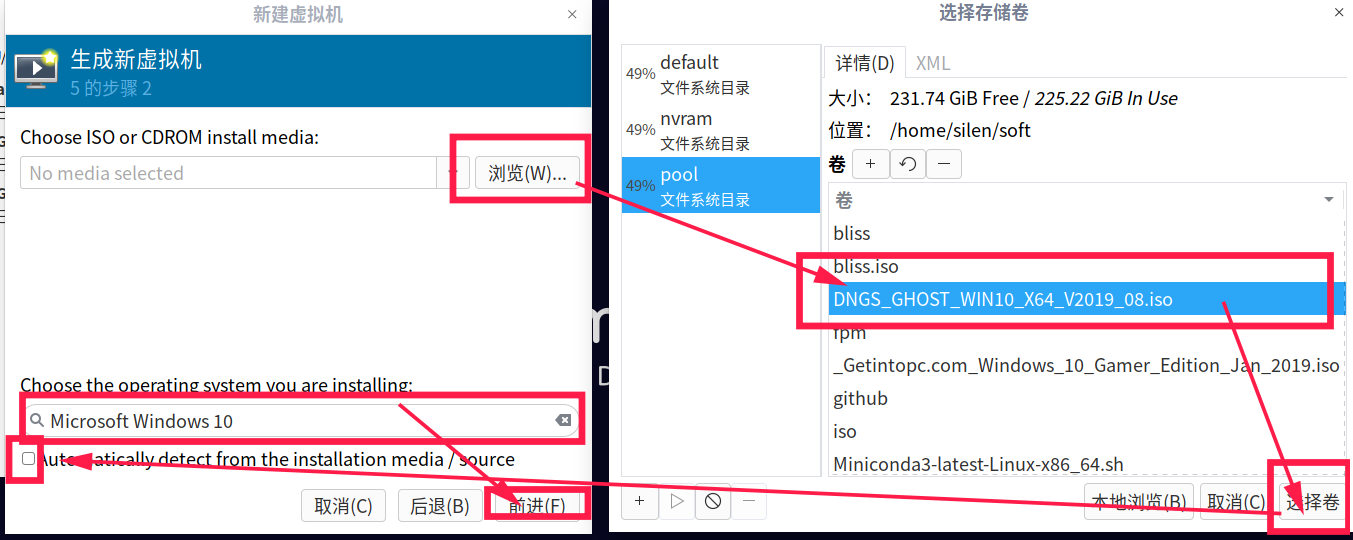 新建虚拟机
生成新虚拟机
5 的步骤 2
Choose ISO or CDROM install media:
No media selected
浏览(W)...
Choose the operating system you are installing:
Microsoft Windows 10
Automatically detect from the installation media / source
取消(C)
后退(B)
前进(F)
选择存储卷
49%
default
文件系统目录
49%
nvram
文件系统目录
49%
pool
文件系统目录
详情(D)
XML
大小： 231.74 GiB Free / 225.22 GiB In Use
位置： /home/silen/soft
卷
卷
bliss
bliss.iso
DNGS_GHOST_WIN10_X64_V2019_08.iso
fpm
_Getintopc.com_Windows_10_Gamer_Edition_Jan_2019.iso
github
iso
Miniconda3-latest-Linux-x86_64.sh
本地浏览(B)
取消(C)
选择卷